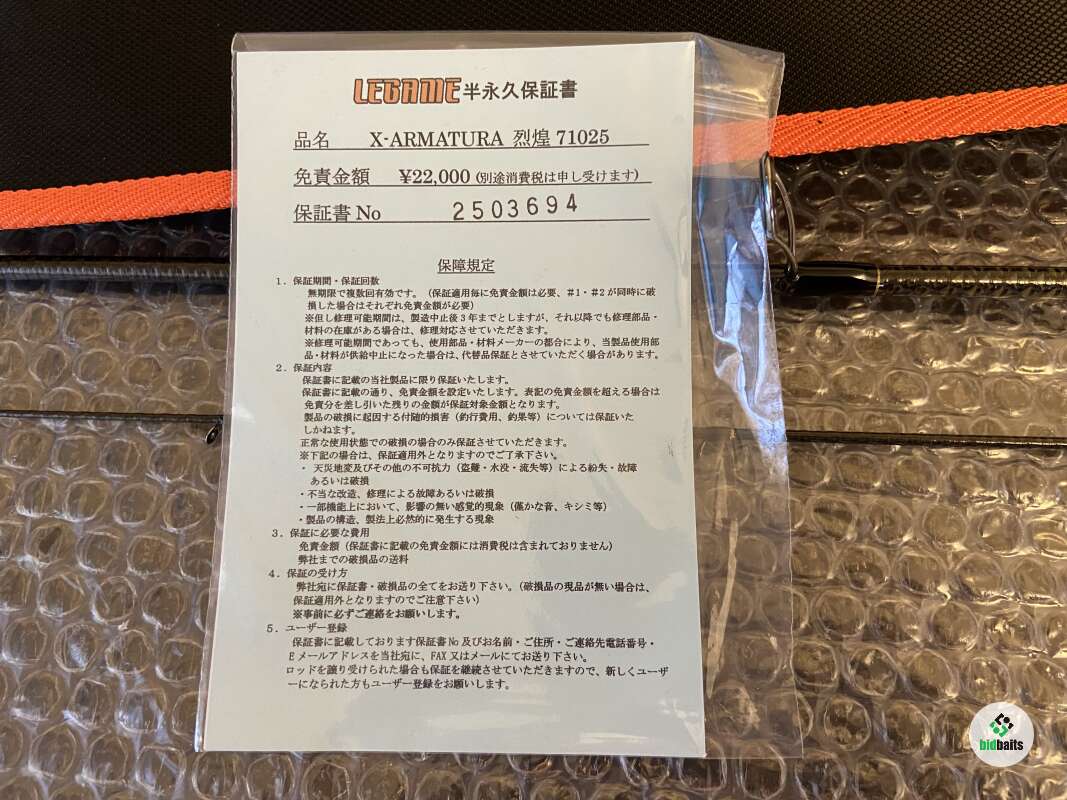 LEGAME半永久保証書
品名 X-ARMATURA 烈煌 71025
免責金額 ¥22,000 (別途消費税は申し受けます)
保証書 No 2503694
保障規定
1．保証期間・保証回数
無期限で複数回有効です。（保証適用毎に免責金額は必要、＃1・＃2が同時に破
損した場合はそれぞれ免責金額が必要）
※但し修理可能期間は、製造中止後3年までとしますが、それ以降でも修理部品・
材料の在庫がある場合は、修理対応させていただきます。
※修理可能期間であっても、使用部品・材料メーカーの都合により、当製品使用部
品・材料が供給中止になった場合は、代替品保証とさせていただく場合があります。
2．保証内容
保証書に記載の当社製品に限り保証いたします。
保証書に記載の通り、免責金額を設定いたします。表記の免責金額を超える場合は
免責分を差し引いた残りの金額が保証対象金額となります。
製品の破損に起因する付随的損害（釣行費用、釣果等）については保証いた
しかねます。
正常な使用状態での破損の場合のみ保証させていただきます。
※下記の場合は、保証適用外となりますのでご了承下さい。
・ 天災地変及びその他の不可抗力（盗難・水没・流失等）による紛失・故障
あるいは破損
・不当な改造、修理による故障あるいは破損
・一部機能上において、影響の無い感覚的現象（僅かな音、キシミ等）
・製品の構造、製法上必然的に発生する現象
3．保証に必要な費用
免責金額（保証書に記載の免責金額には消費税は含まれておりません）
弊社までの破損品の送料
4．保証の受け方
弊社宛に保証書・破損品の全てをお送り下さい。（破損品の現品が無い場合は、
保証適用外となりますのでご注意下さい）
※事前に必ずご連絡をお願いします。
5．ユーザー登録
保証書に記載しております保証書 No 及びお名前・ご住所・ご連絡先電話番号・
Eメールアドレスを当社宛に、FAX 又はメールにてお送り下さい。
ロッドを譲り受けられた場合も保証を継続させていただきますので、新しくユーザ
ーになられた方もユーザー登録をお願いします。
bidbaits